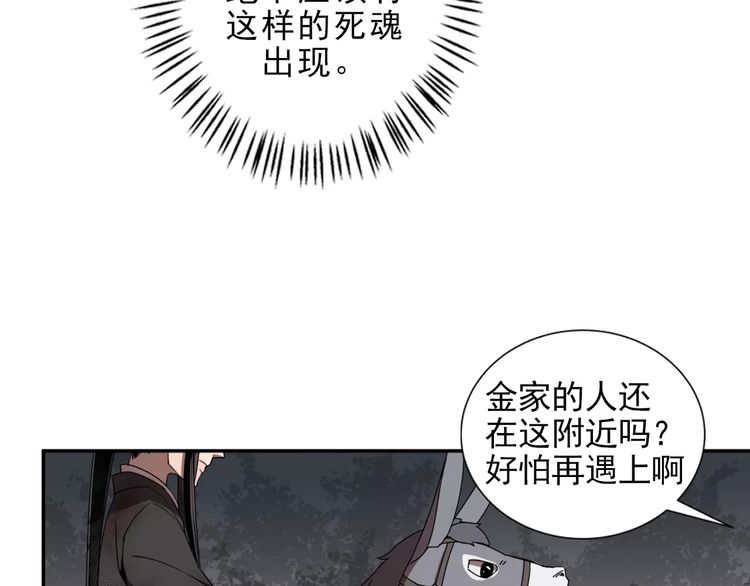 这样的死魂
出现。
金家的人还
在这附近吗？
好怕再遇上啊